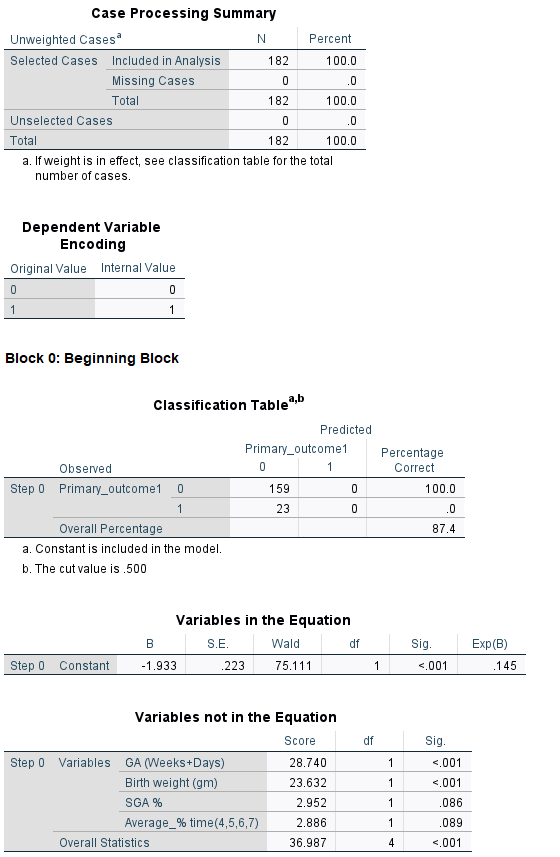 Case Processing Summary
Unweighted Casesa N Percent
Selected Cases Included in Analysis 182 100.0
Missing Cases 0 .0
Total 182 100.0
Unselected Cases 0 .0
Total 182 100.0
a. If weight is in effect, see classification table for the total
number of cases.
Dependent Variable
Encoding
Original Value Internal Value
0 0
1 1
Block 0: Beginning Block
Classification Tablea,b
Predicted
Primary_outcome1 Percentage
Observed 0 1 Correct
Step 0 Primary_outcome1 0 159 0 100.0
1 23 0 .0
Overall Percentage 87.4
a. Constant is included in the model.
b. The cut value is .500
Variables in the Equation
B S.E. Wald df Sig. Exp(B)
Step 0 Constant -1.933 .223 75.111 1 <.001 .145
Variables not in the Equation
Score df Sig.
Step 0 Variables GA (Weeks+Days) 28.740 1 <.001
Birth weight (gm) 23.632 1 <.001
SGA % 2.952 1 .086
Average_% time(4,5,6,7) 2.886 1 .089
Overall Statistics 36.987 4 <.001